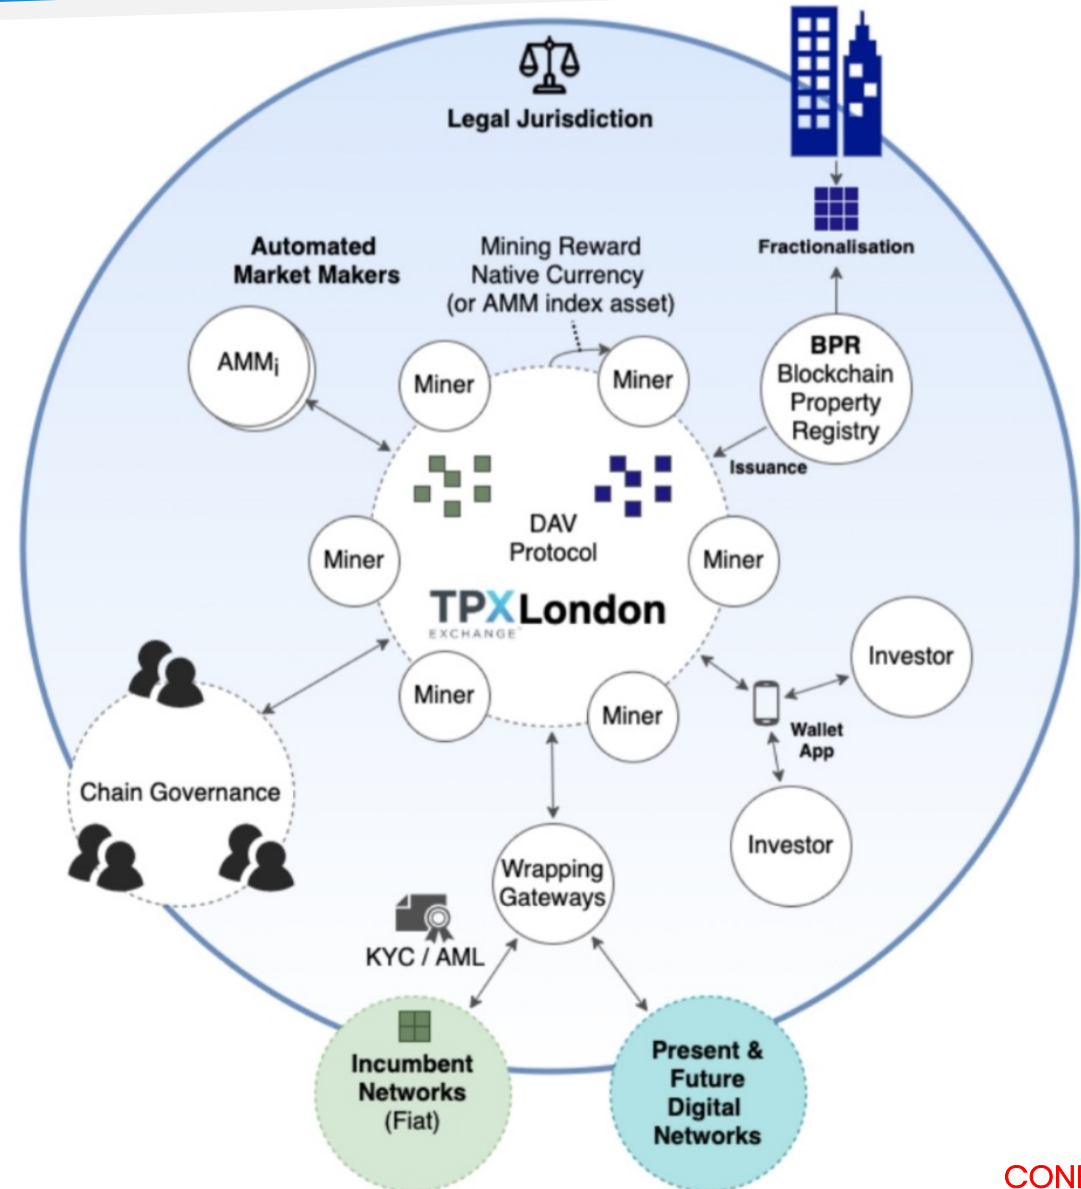 Legal Jurisdiction
Automated
Market Makers
Mining Reward
Native Currency
(or AMM index asset)
Fractionalisation
AMMi
Miner
Miner
BPR
Blockchain
Property
Registry
Issuance
DAV
Protocol
Miner
Miner
TPX London
EXCHANGE
Miner
Miner
Investor
Wallet
App
Chain Governance
Investor
Wrapping
Gateways
KYC / AML
Incumbent
Networks
(Fiat)
Present &
Future
Digital
Networks